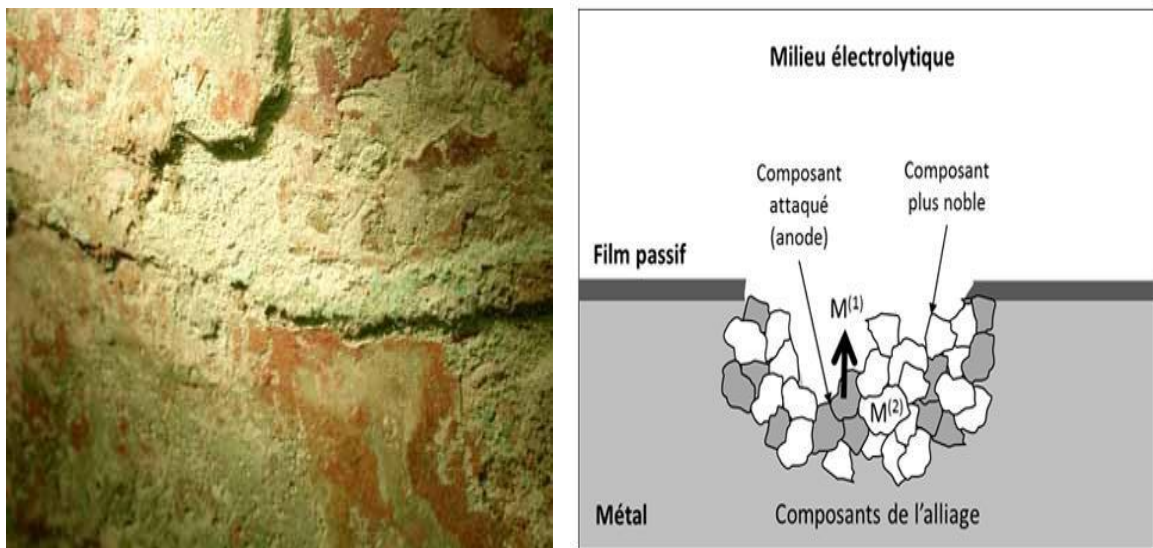 Milieu électrolytique
Composant
attaqué
(anode)
Composant
plus noble
Film passif
M(1)
M(2)
Métal
Composants de l'alliage